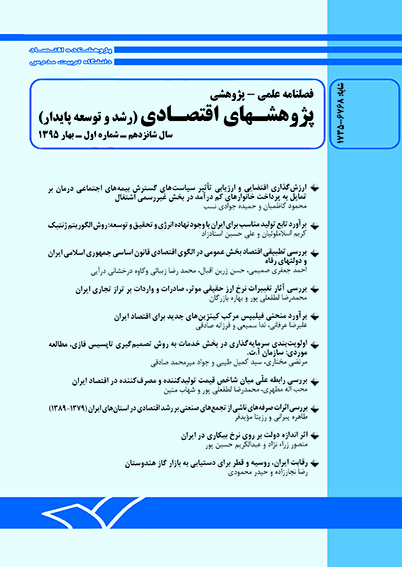 پژوهشکده اقتصاد
دانشگاه تربیت مدرس
شاپا: ۶۷۶۸-۱۷۳۵
فصلنامه علمی - پژوهشی
پژوهشهای اقتصادی (رشد و توسعه پایدار)
سال شانزدهم ـ شماره اول ـ بهار ۱۳۹۵
ارزش‌گذاری اقتضایی و ارزیابی تأثیر سیاست‌های گسترش بیمه‌های اجتماعی درمان بر
تمایل به پرداخت خانوارهای کم درآمد در بخش غیررسمی اشتغال
محمود کاظمیان و حمیده جوادی نسب
برآورد تابع تولید مناسب برای ایران با وجود نهاده انرژی و تحقیق و توسعه: روش الگوریتم ژنتیک
کریم اسلاملوئیان و علی حسین استادزاد
بررسی تطبیقی اقتصاد بخش عمومی در الگوی اقتصادی قانون اساسی جمهوری اسلامی ایران
و دولتهای رفاه
احمد جعفری صمیمی، حسن زرین اقبال، محمد رضا زیبائی وکاوه درخشانی درآبی
بررسی آثار تغییرات نرخ ارز حقیقی موثر، صادرات و واردات بر تراز تجاری ایران
محمدرضا لطفعلی پور و بهاره بازرگان
برآورد منحنی فیلیپس مرکب کینزین‌های جدید برای اقتصاد ایران
علیرضا عرفانی، ندا سمیعی و فرزانه صادقی
اولویت‌بندی سرمایه‌گذاری در بخش خدمات به روش تصمیم‌گیری تاپسیس فازی، مطالعه
موردی: سازمان آ.ت.
مرتضی مختاری، سید کمیل طیبی و جواد میرمحمد صادقی
بررسی رابطه علّی میان شاخص قیمت تولیدکننده و مصرف‌کننده در اقتصاد ایران
محب اله مطهری، محمدرضا لطفعلی پور و شهاب متین
بررسی اثرات صرفه‌های ناشی از تجمع‌های صنعتی بر رشد اقتصادی در استان‌های ایران (۱۳۷۹-۱۳۸۹)
طاهره پیرانی و رزیتا مؤیدفر
اثر اندازه دولت بر روی نرخ بیکاری در ایران
منصور زراء نژاد و عبدالکریم حسین پور
رقابت ایران، روسیه و قطر برای دستیابی به بازار گاز هندوستان
رضا نجارزاده و حیدر محمودی